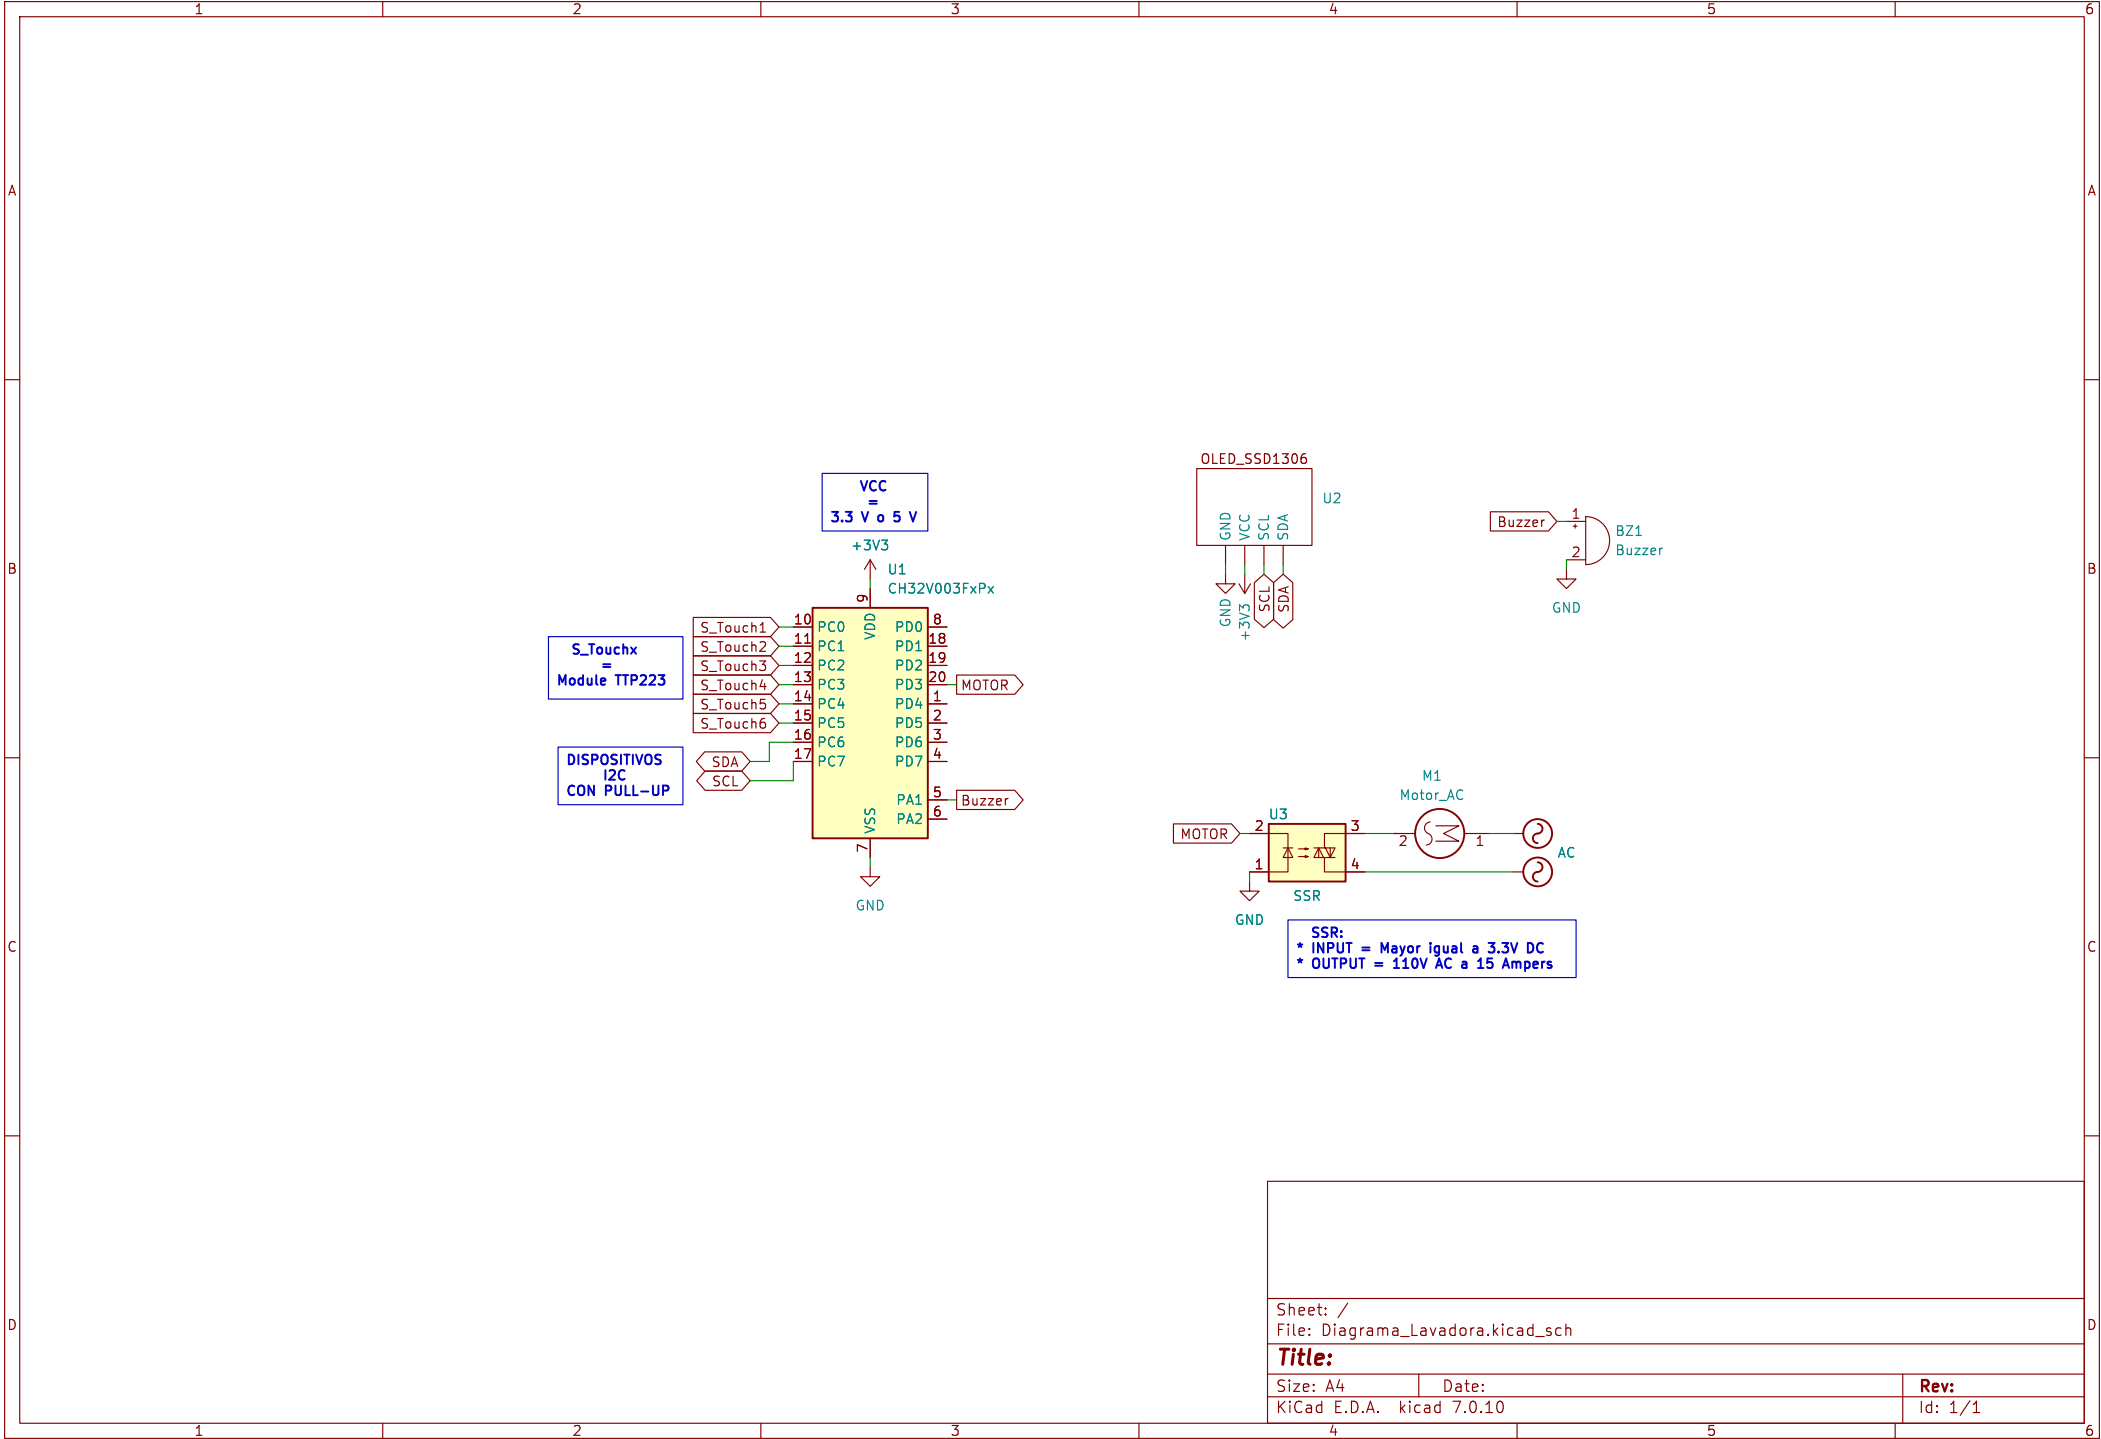 1 2 3 4 5 6
A A
B B
C C
D D
VCC
=
3.3 V o 5 V
+3V3
U1
CH32V003FxPx
S_Touchx
=
Module TTP223
DISPOSITIVOS
I2C
CON PULL-UP
S_Touch1
S_Touch2
S_Touch3
S_Touch4
S_Touch5
S_Touch6
SDA
SCL
9
VDD
10 PC0 PD0 8
11 PC1 PD1 18
12 PC2 PD2 19
13 PC3 PD3 20
14 PC4 PD4 1
15 PC5 PD5 2
16 PC6 PD6 3
17 PC7 PD7 4
PA1 5
PA2 6
VSS
7
GND
MOTOR
Buzzer
OLED_SSD1306
U2
GND
VCC
SCL
SDA
GND
+3V3
SCL
SDA
Buzzer
1
+
2
BZ1
Buzzer
GND
M1
Motor_AC
U3
MOTOR
2 3
1 4
2 1
AC
SSR
GND
SSR:
* INPUT = Mayor igual a 3.3V DC
* OUTPUT = 110V AC a 15 Ampers
Sheet: /
File: Diagrama_Lavadora.kicad_sch
Title:
Size: A4 Date: Rev:
KiCad E.D.A. kicad 7.0.10 Id: 1/1
1 2 3 4 5 6